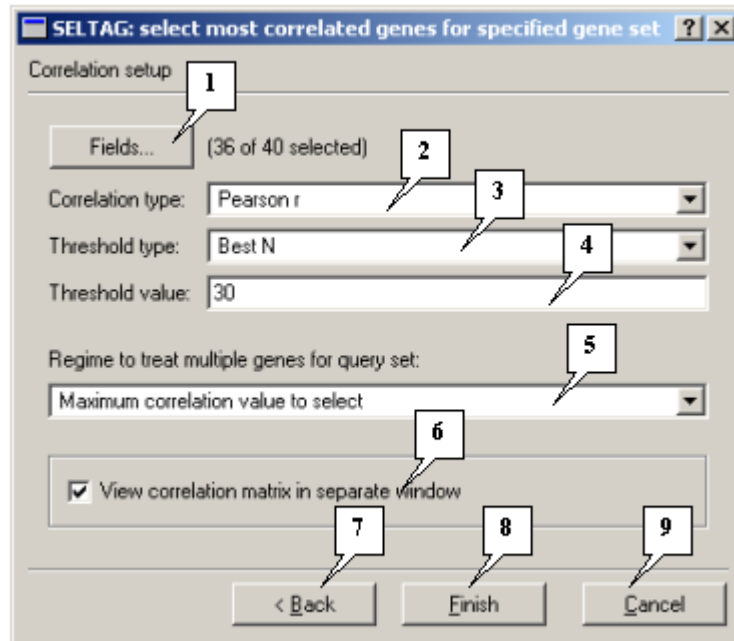 SELTAG: select most correlated genes for specified gene set
Correlation setup
1
Fields... (36 of 40 selected)
2
Correlation type: Pearson r
3
Threshold type: Best N
4
Threshold value: 30
Regime to treat multiple genes for query set:
5
Maximum correlation value to select
6
View correlation matrix in separate window
7 8 9
< Back Finish Cancel